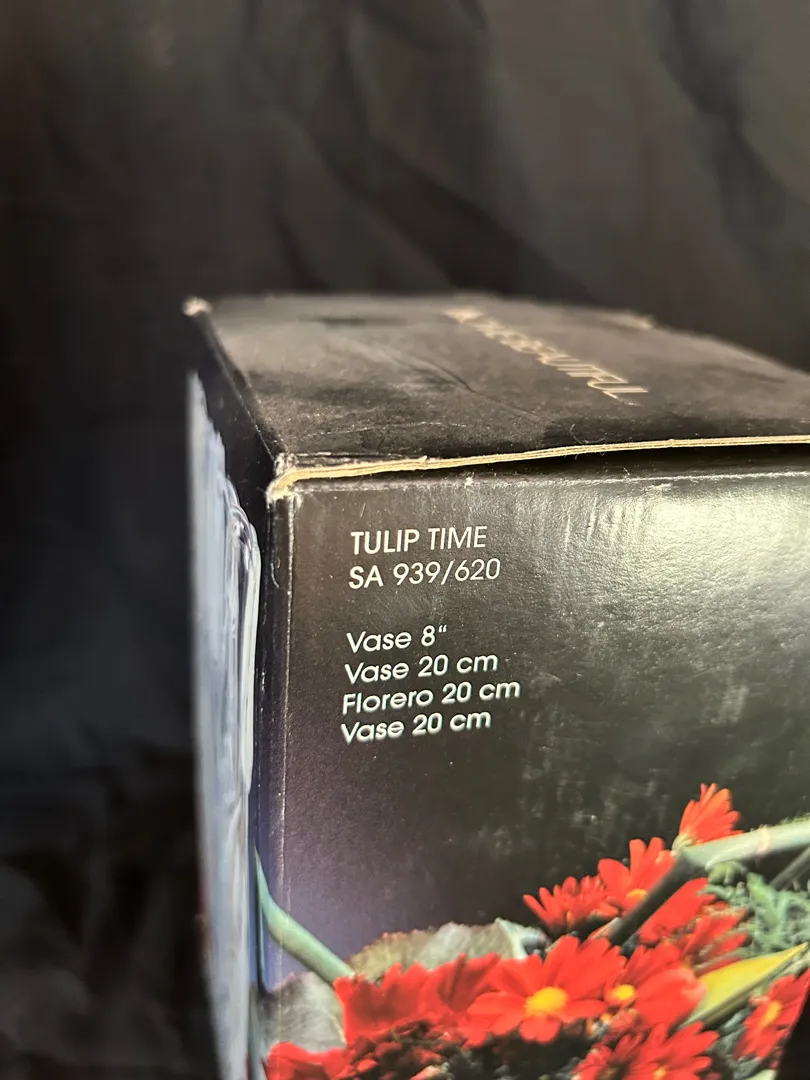 TULIP TIME
SA 939/620
Vase 8“
Vase 20 cm
Florero 20 cm
Vase 20 cm